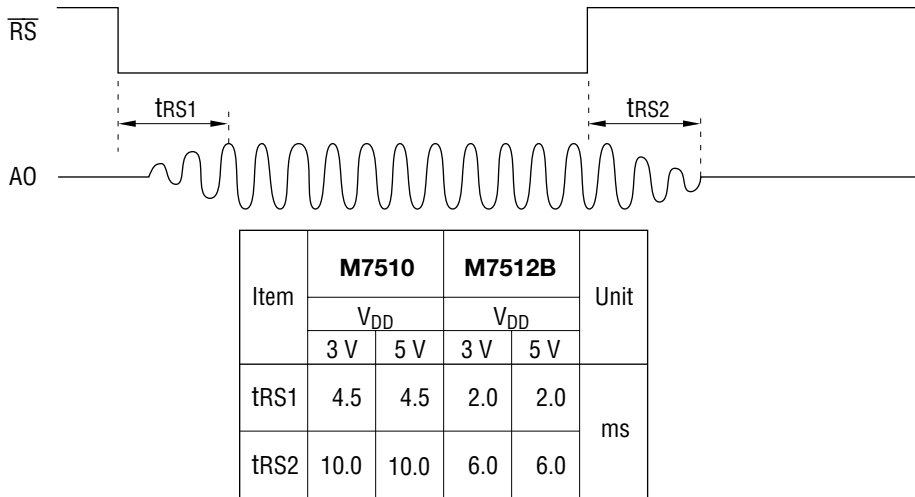 RS
tRS1
tRS2
AO
Item M7510 M7512B Unit
VDD VDD
3 V 5 V 3 V 5 V
tRS1 4.5 4.5 2.0 2.0 ms
tRS2 10.0 10.0 6.0 6.0